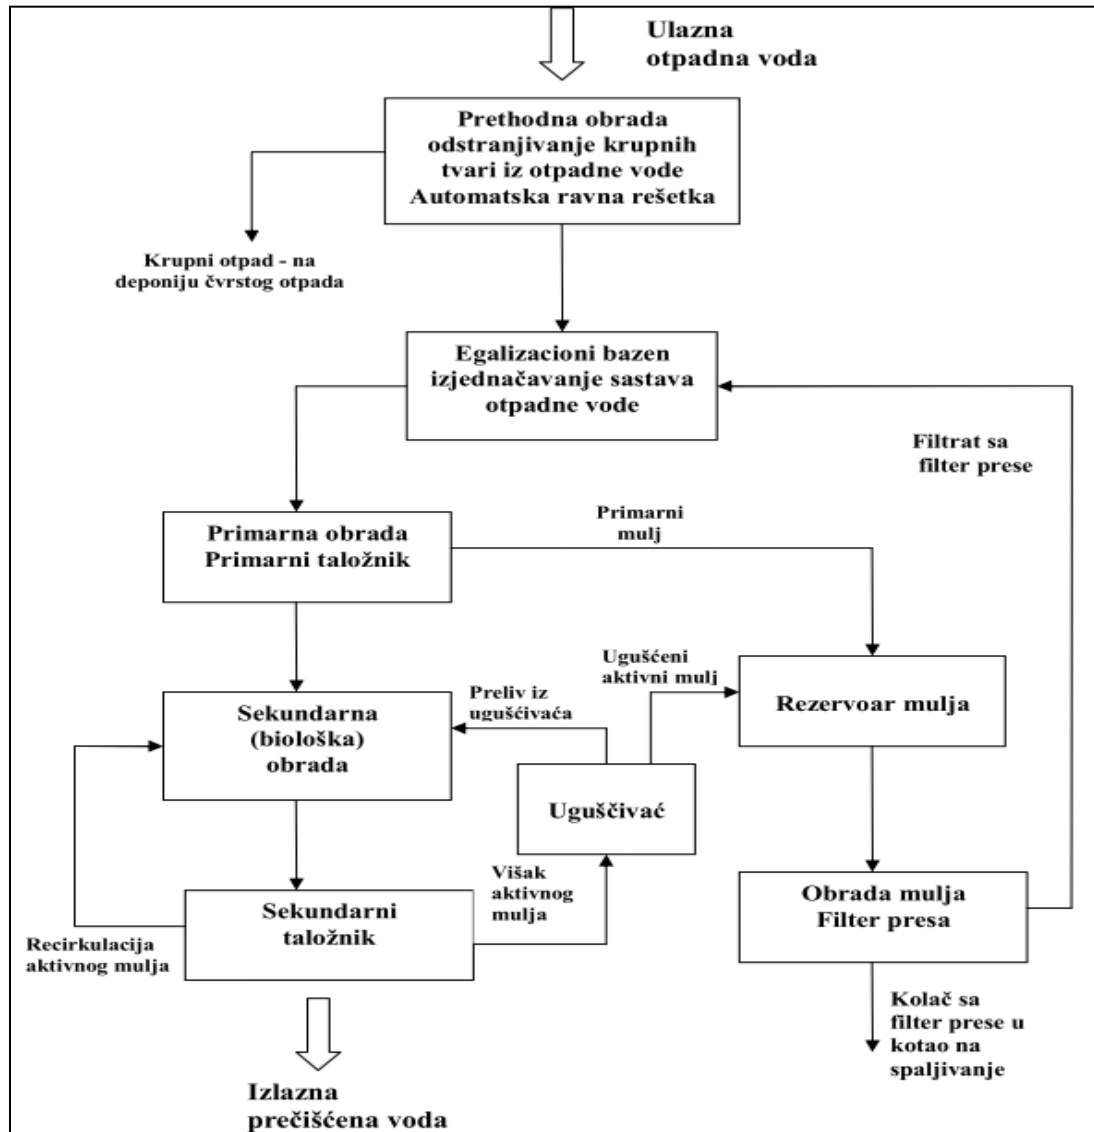 Ulazna
otpadna voda
Prethodna obrada
odstranjivanje krupnih
tvari iz otpadne vode
Automatska ravna rešetka
Krupni otpad - na
deponiju čvrstog otpada
Egalizacioni bazen
izjednačavanje sastava
otpadne vode
Filtrat sa
filter prese
Primarna obrada
Primarni taložnik
Primarni
mulj
Ugušćeni
aktivni mulj
Rezervoar mulja
Preliv iz
ugušćivaća
Sekundarna
(biološka)
obrada
Uguščivać
Višak
aktivnog
mulja
Obrada mulja
Filter presa
Sekundarni
taložnik
Recirkulacija
aktivnog mulja
Kolač sa
filter prese u
kotao na
spaljivanje
Izlazna
prečišćena voda